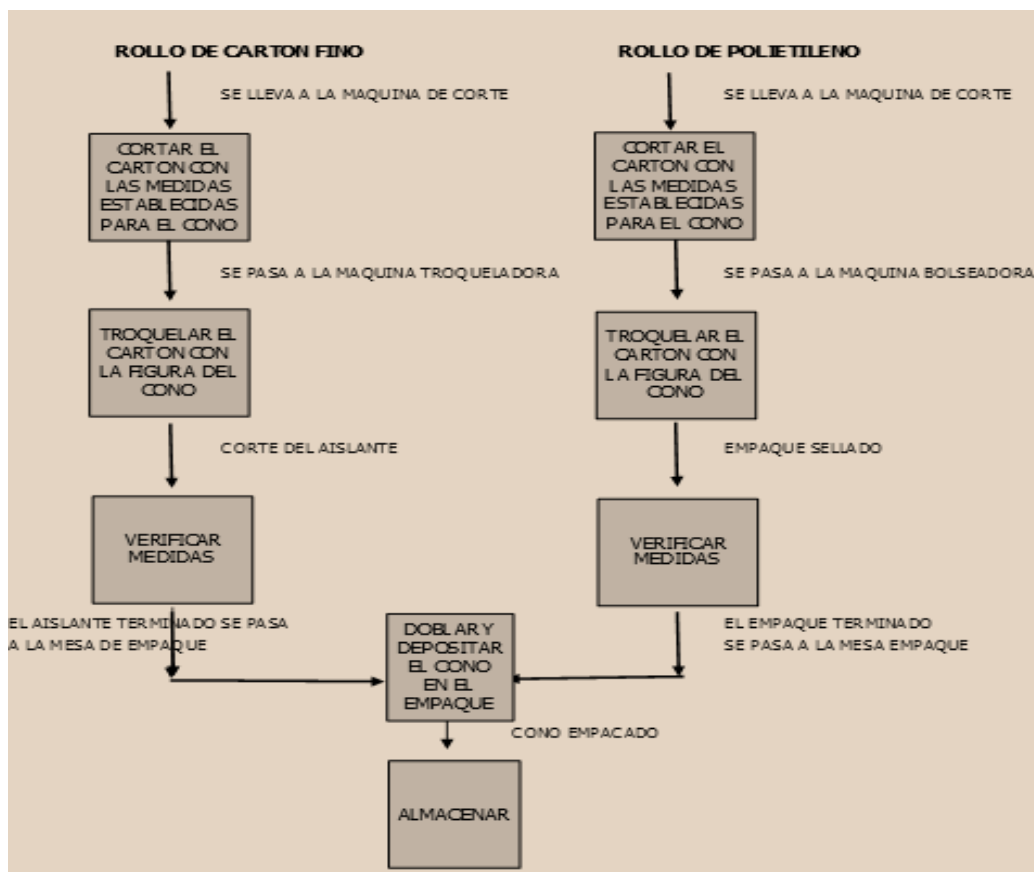 ROLLO DE CARTON FINO
SE LLEVA A LA MAQUINA DE CORTE
CORTAR EL
CARTON CON
LAS MEDIDAS
ESTABLECIDAS
PARA EL CONO
SE PASA A LA MAQUINA TROQUELADORA
TROQUELAR EL
CARTON CON
LA FIGURA DEL
CONO
CORTE DEL AISLANTE
VERIFICAR
MEDIDAS
EL AISLANTE TERMINADO SE PASA
A LA MESA DE EMPAQUE
ROLLO DE POLIETILENO
SE LLEVA A LA MAQUINA DE CORTE
CORTAR EL
CARTON CON
LAS MEDIDAS
ESTABLECIDAS
PARA EL CONO
SE PASA A LA MAQUINA BOLSEADORA
TROQUELAR EL
CARTON CON
LA FIGURA DEL
CONO
EMPAQUE SELLADO
VERIFICAR
MEDIDAS
EL EMPAQUE TERMINADO
SE PASA A LA MESA EMPAQUE
DOBLAR Y
DEPOSITAR
EL CONO
EN EL
EMPAQUE
CONO EMPACADO
ALMACENAR